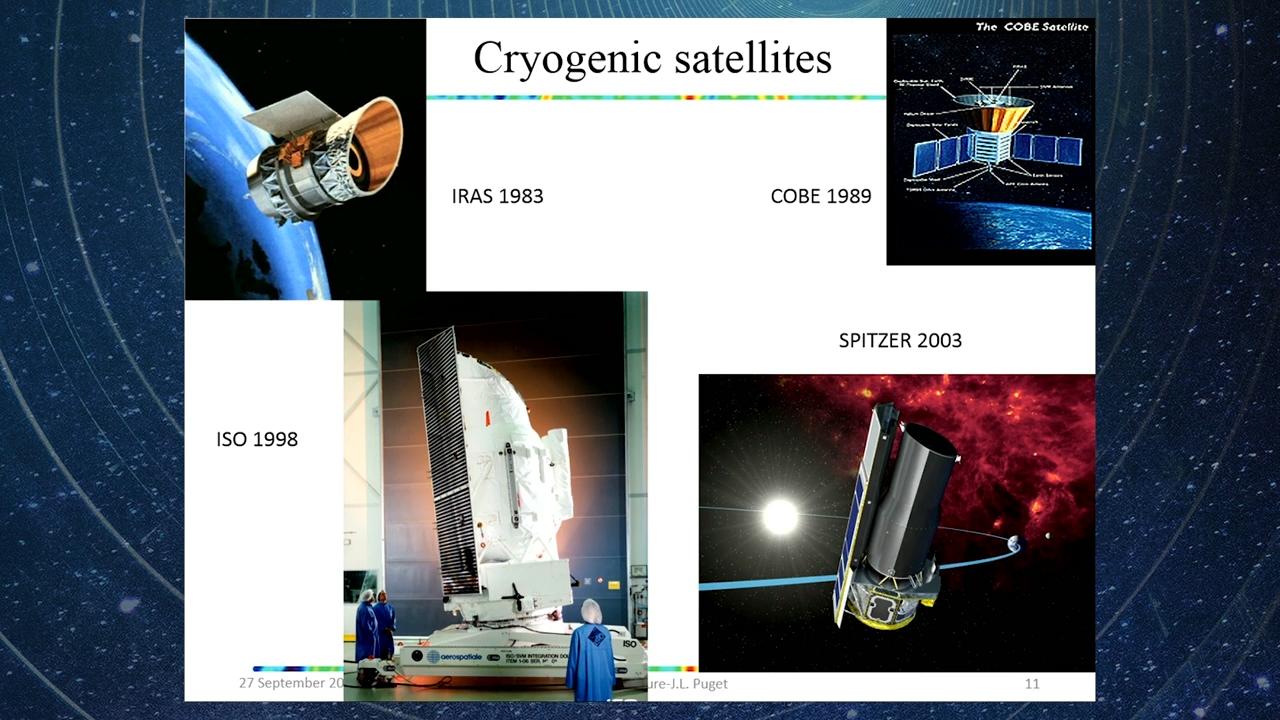 Cryogenic satellites
The COBE Satellite
IRAS 1983
COBE 1989
SPITZER 2003
ISO 1998
ISO
aerospatiale
27 September 20
ure-J.L. Puget
11